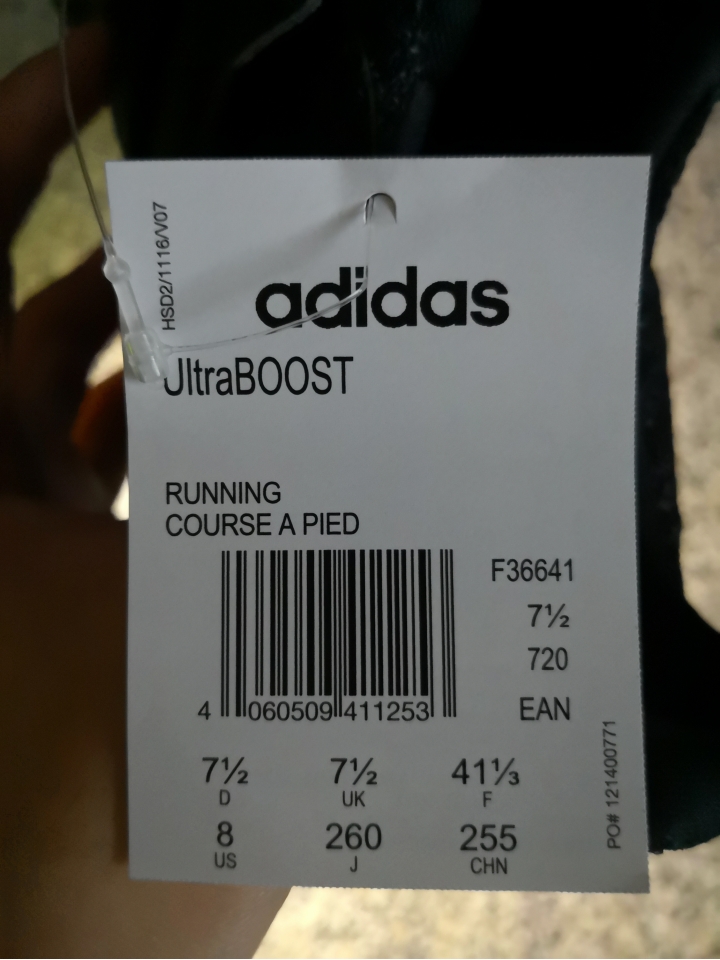 HSD2/1116/V07
adidas
UltraBOOST
RUNNING
COURSE A PIED
F36641
7½
720
EAN
4 060509 411253
7½ 7½ 41⅓
D UK F
8 260 255
US J CHN
PO# 121400771